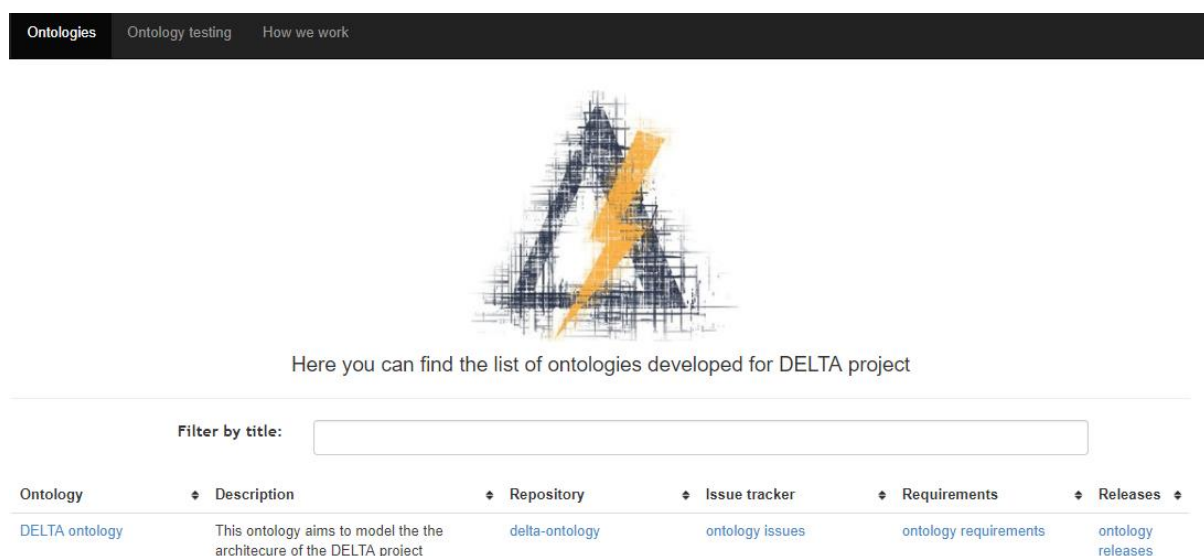 Ontologies Ontology testing How we work
Here you can find the list of ontologies developed for DELTA project
Filter by title:
Ontology Description Repository Issue tracker Requirements Releases
DELTA ontology This ontology aims to model the the delta-ontology ontology issues ontology requirements ontology
architecure of the DELTA project releases